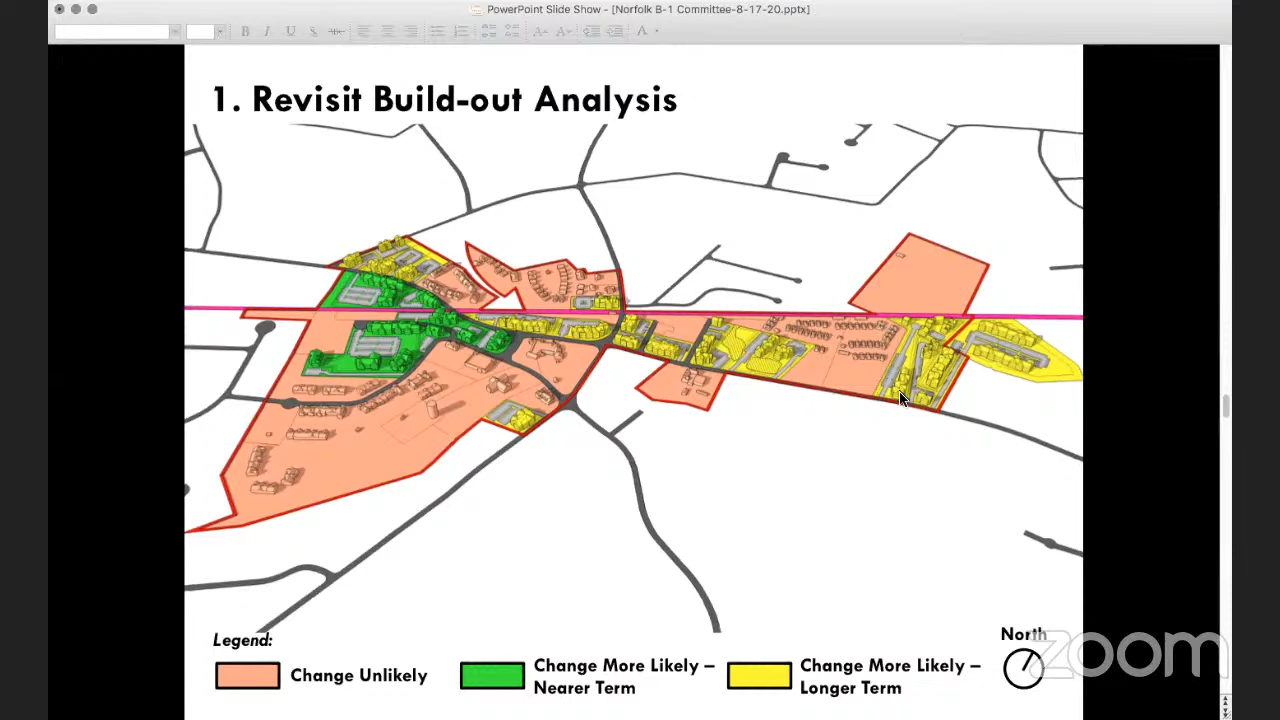 PowerPoint Slide Show - [Norfolk B-1 Committee-8-17-20.pptx]
B I U S ABC A A A
1. Revisit Build-out Analysis
Legend:
Change Unlikely
Change More Likely –
Nearer Term
Change More Likely –
Longer Term
North
zoom